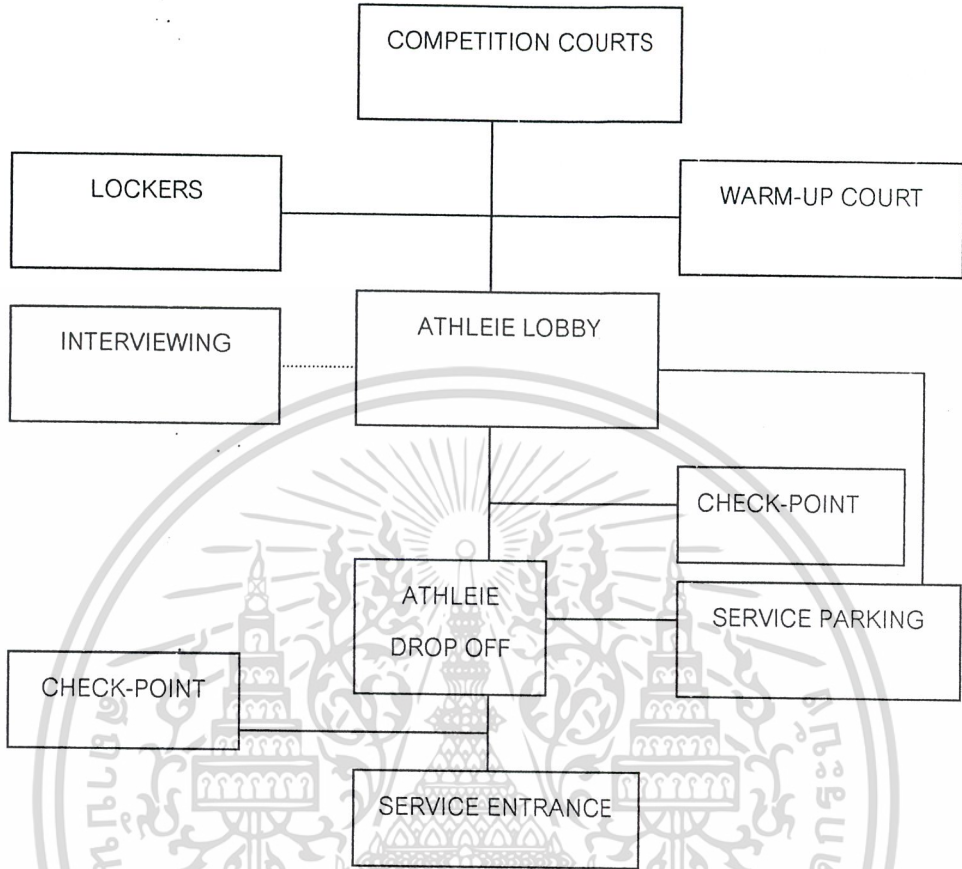 COMPETITION COURTS
LOCKERS
WARM-UP COURT
INTERVIEWING
ATHLEIE LOBBY
CHECK-POINT
ATHLEIE
DROP OFF
SERVICE PARKING
CHECK-POINT
SERVICE ENTRANCE